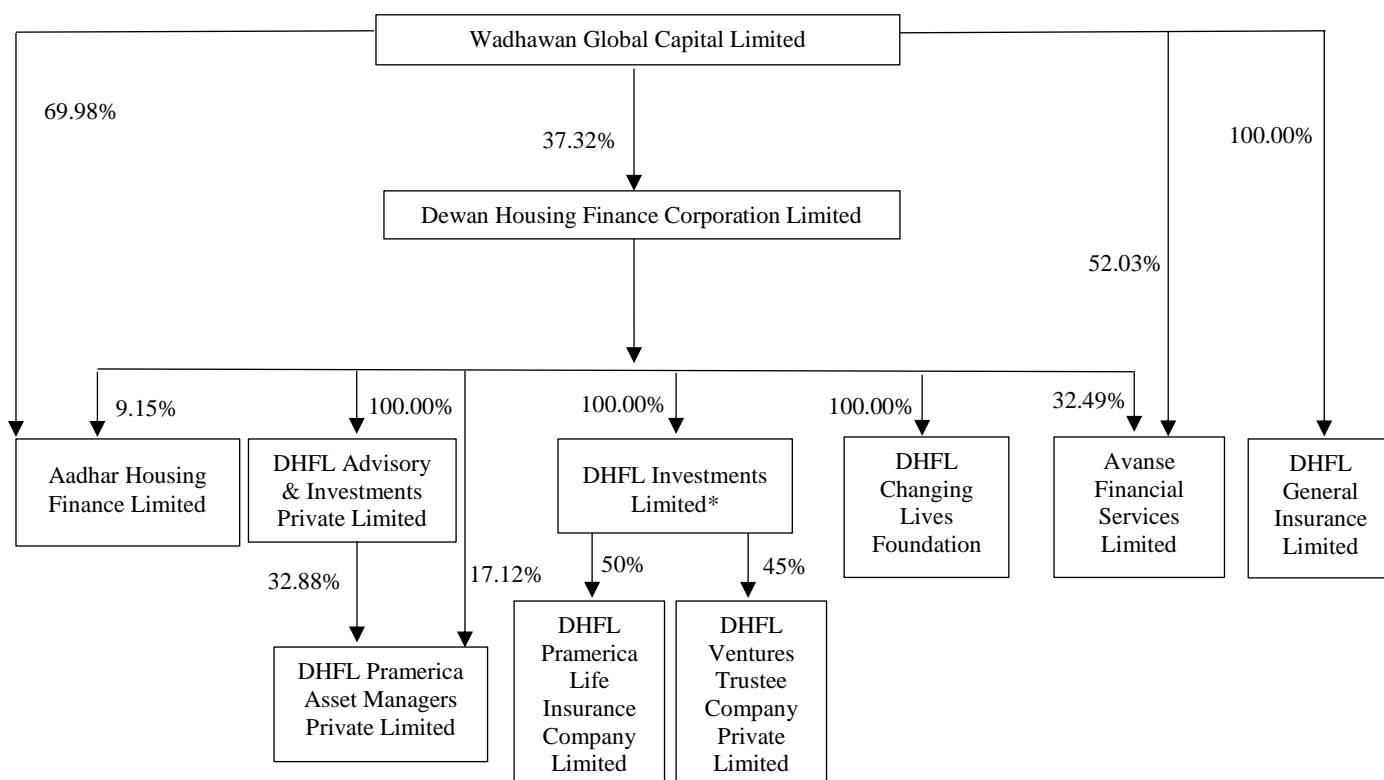 Wadhawan Global Capital Limited
69.98%
37.32%
100.00%
Dewan Housing Finance Corporation Limited
52.03%
9.15%
100.00%
100.00%
100.00%
32.49%
Aadhar Housing
Finance Limited
DHFL Advisory
& Investments
Private Limited
DHFL Investments
Limited*
DHFL
Changing
Lives
Foundation
Avanse
Financial
Services
Limited
DHFL
General
Insurance
Limited
32.88%
17.12%
50%
45%
DHFL Pramerica
Asset Managers
Private Limited
DHFL
Pramerica
Life
Insurance
Company
Limited
DHFL
Ventures
Trustee
Company
Private
Limited